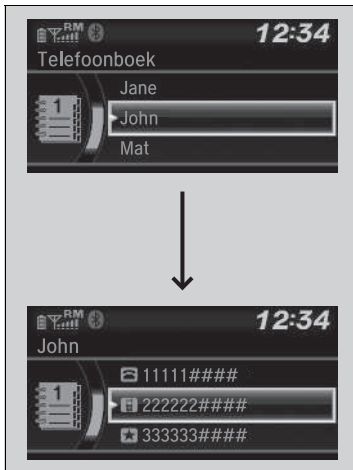 RM 12:34
Telefoonboek
Jane
1
John
Mat
RM 12:34
John
11111####
1
222222####
333333####